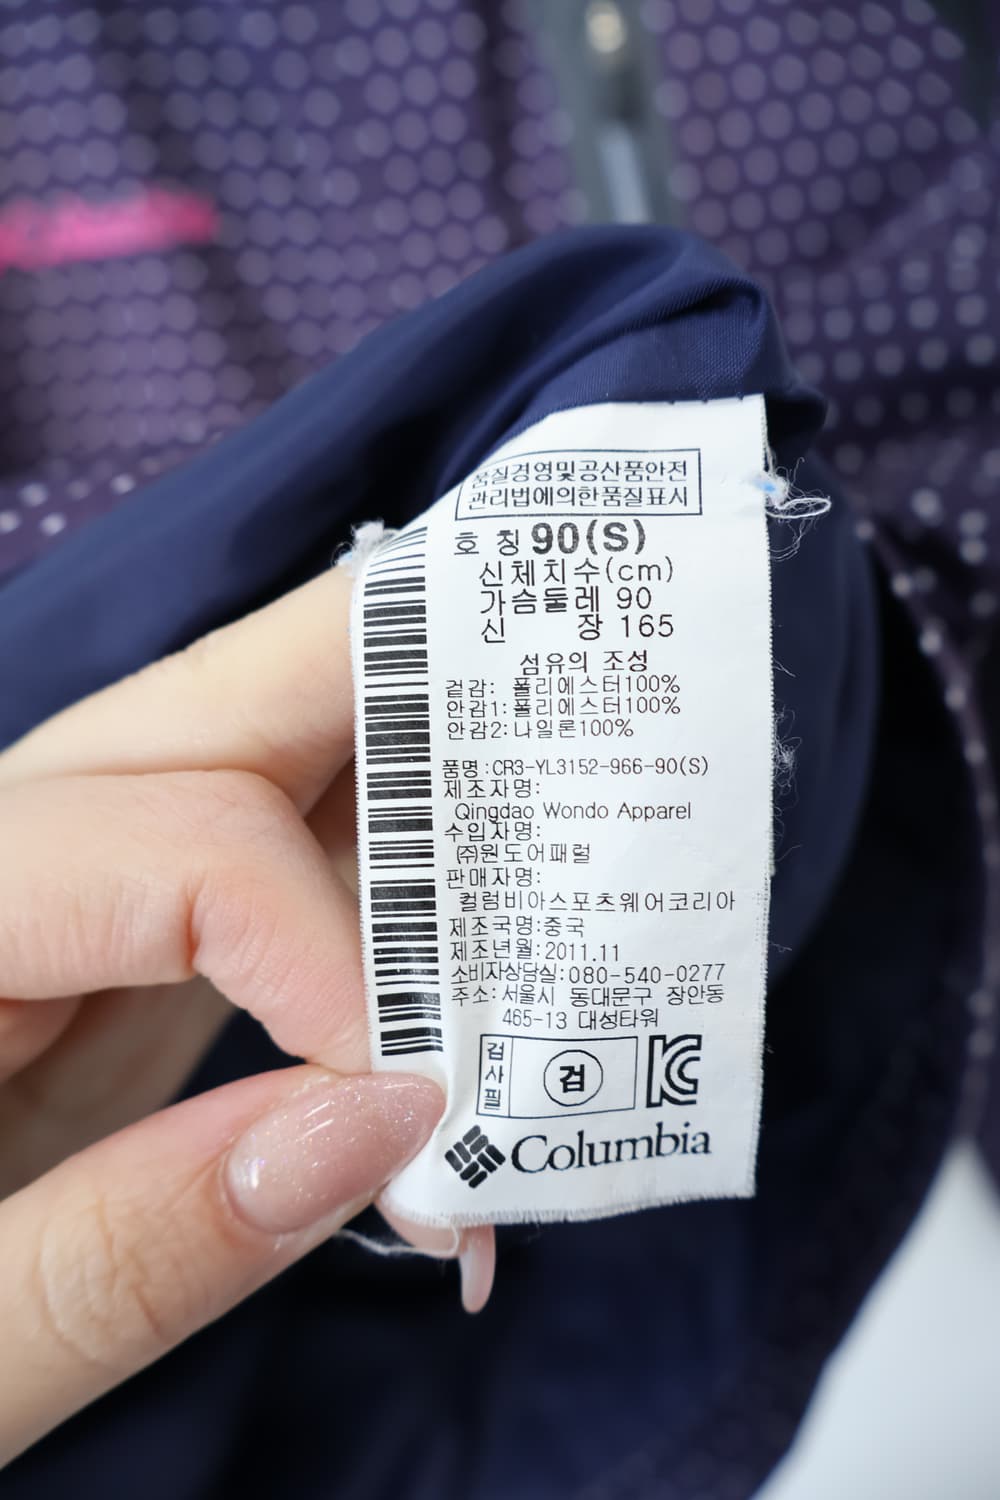 품질경영및공산품안전
관리법에의한품질표시
호 칭 90(S)
신체치수(cm)
가슴둘레 90
신 장 165
섬유의 조성
겉감: 폴리에스터100%
안감1:폴리에스터100%
안감2:나일론100%
품명:CR3-YL3152-966-90(S)
제조자명:
Qingdao Wondo Apparel
수입자명:
㈜원도어패럴
판매자명:
컬럼비아스포츠웨어코리아
제조국명:중국
제조년월:2011.11
소비자상담실:080-540-0277
주소:서울시 동대문구 장안동
465-13 대성타워
검사필 검 KC
Columbia